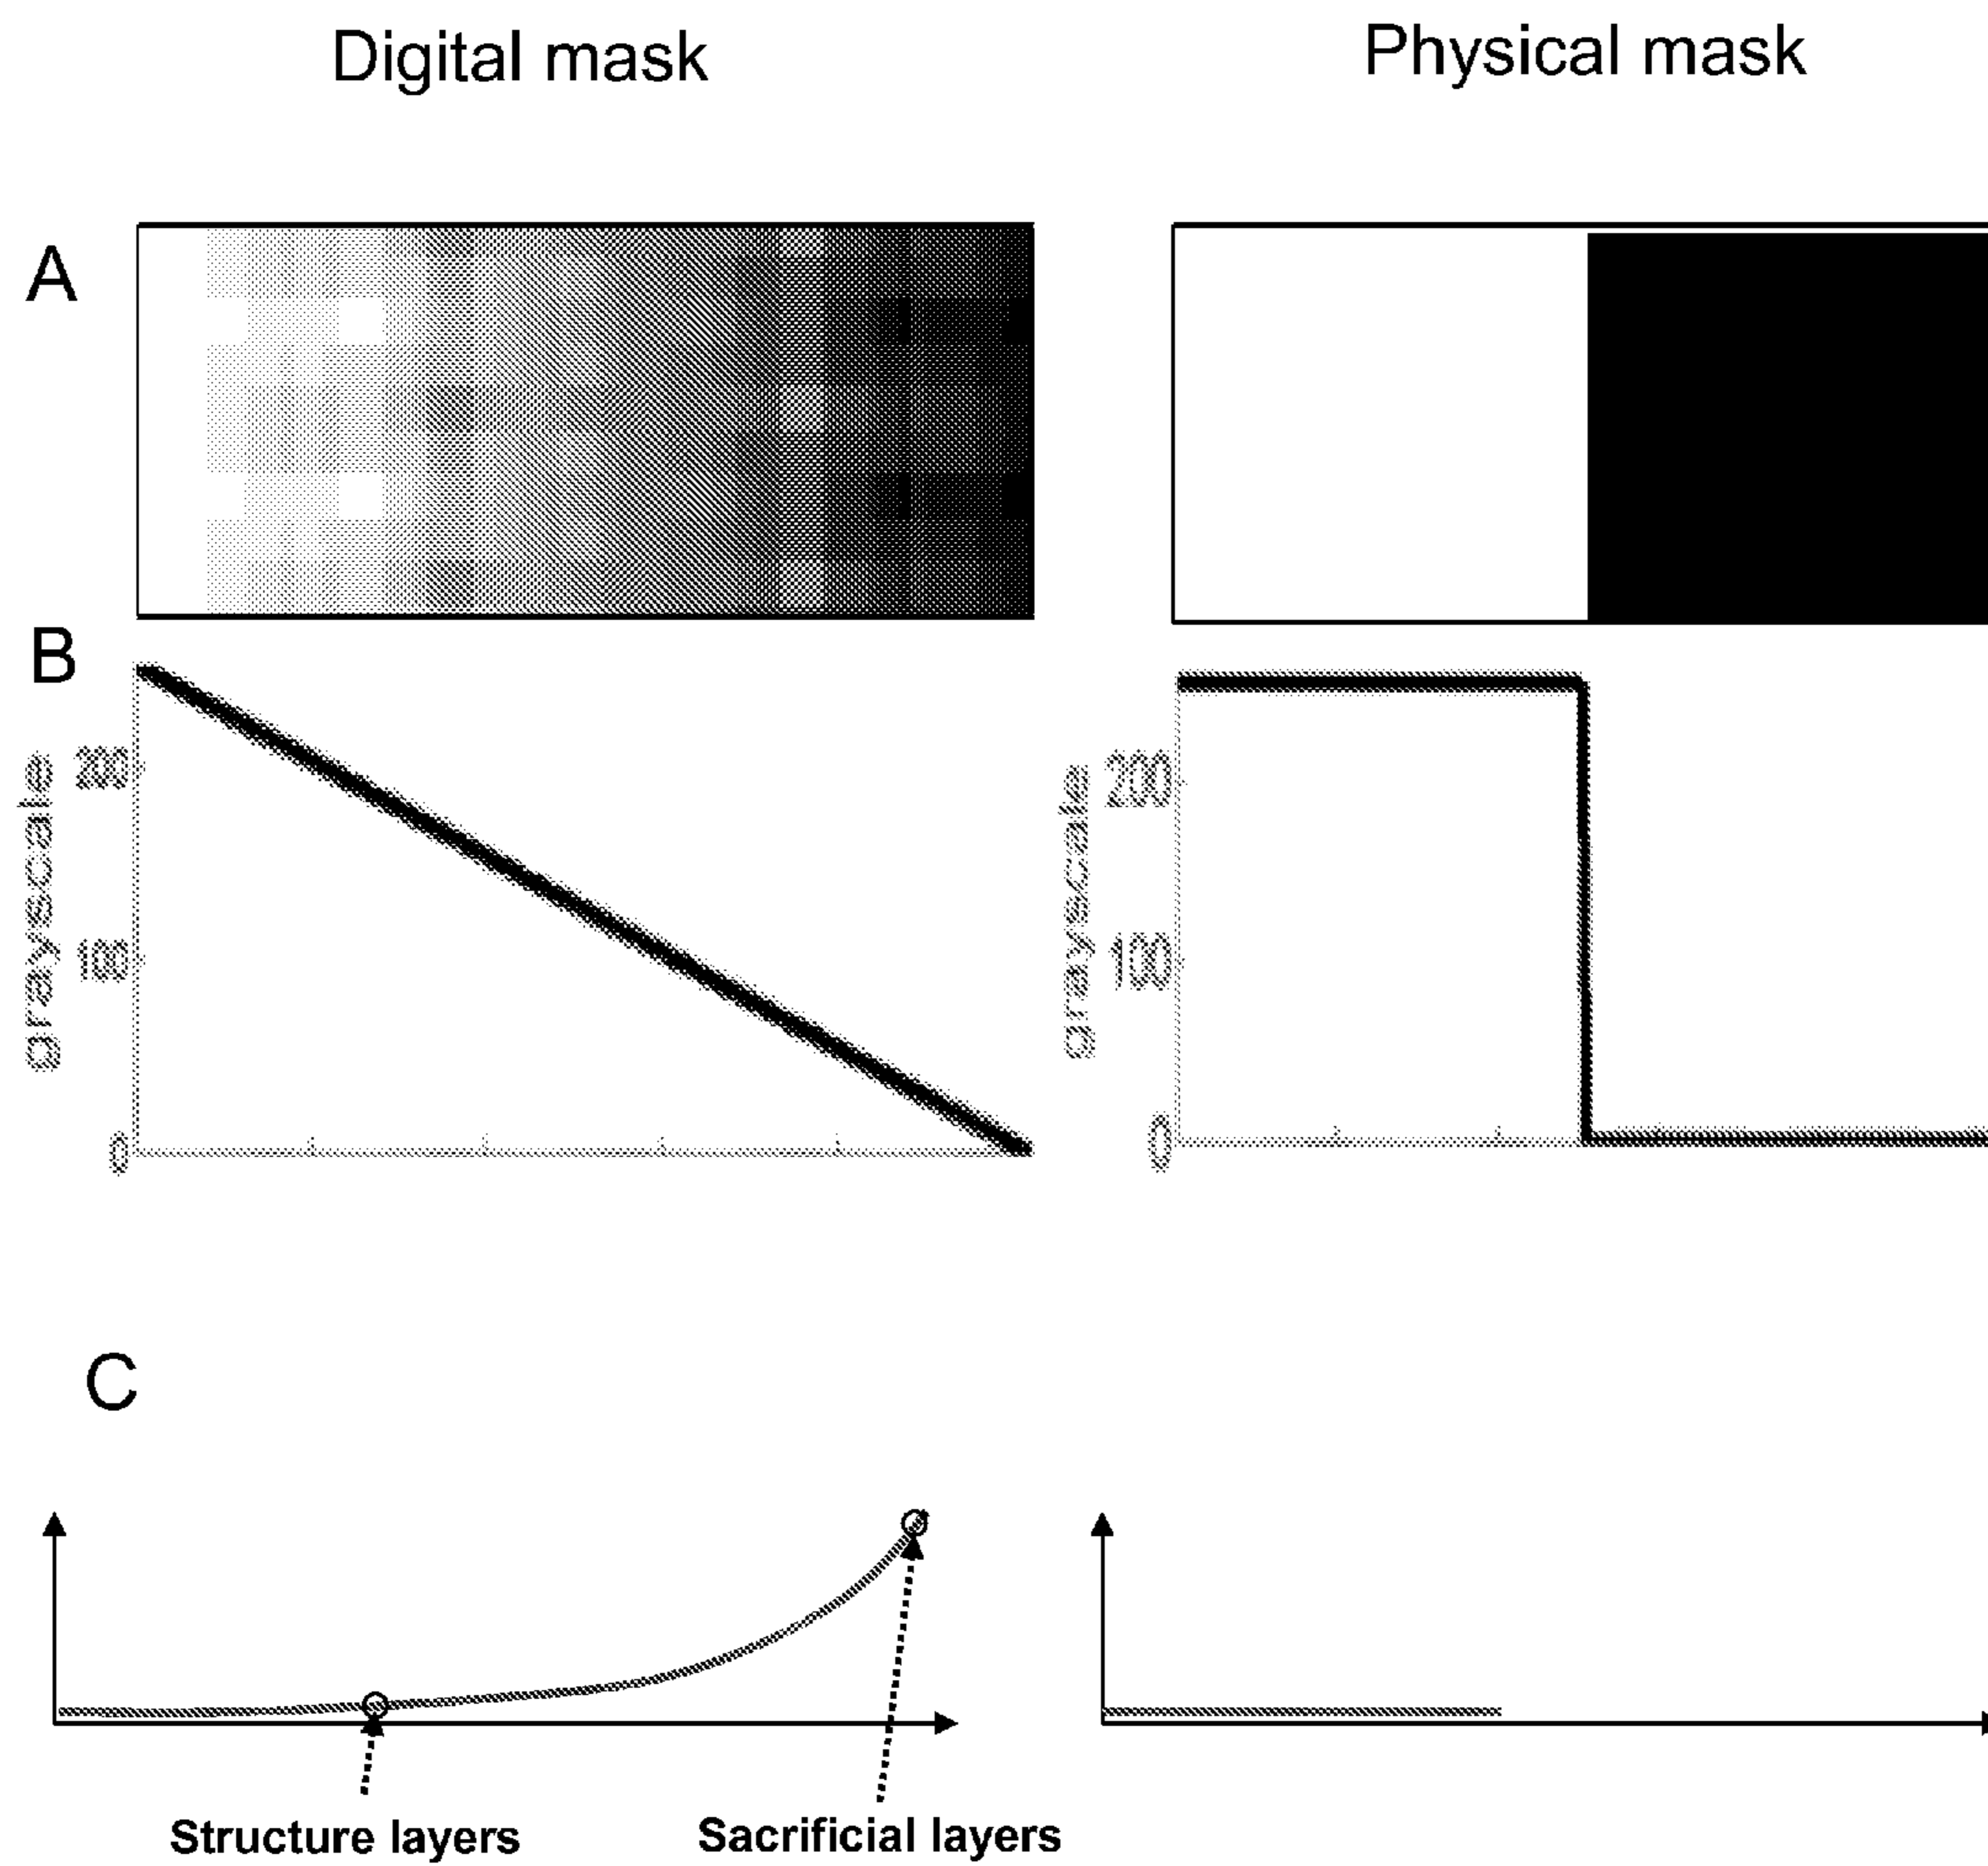 Digital mask
Physical mask
A
B
grayscale
200
100
0
grayscale
200
100
0
C
Structure layers
Sacrificial layers